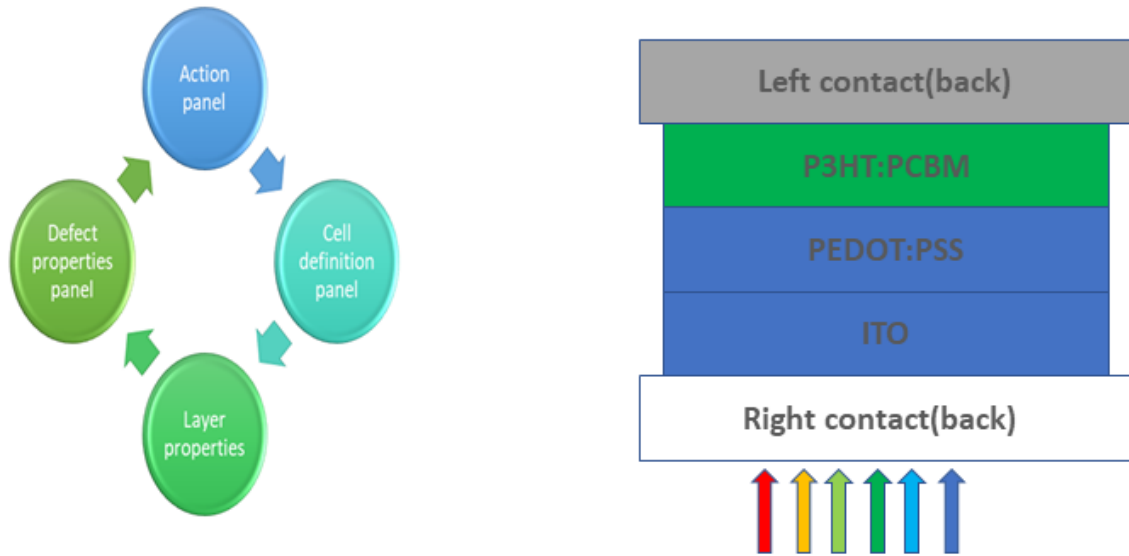 Action
panel
Cell
definition
panel
Layer
properties
Defect
properties
panel
Left contact(back)
P3HT:PCBM
PEDOT:PSS
ITO
Right contact(back)